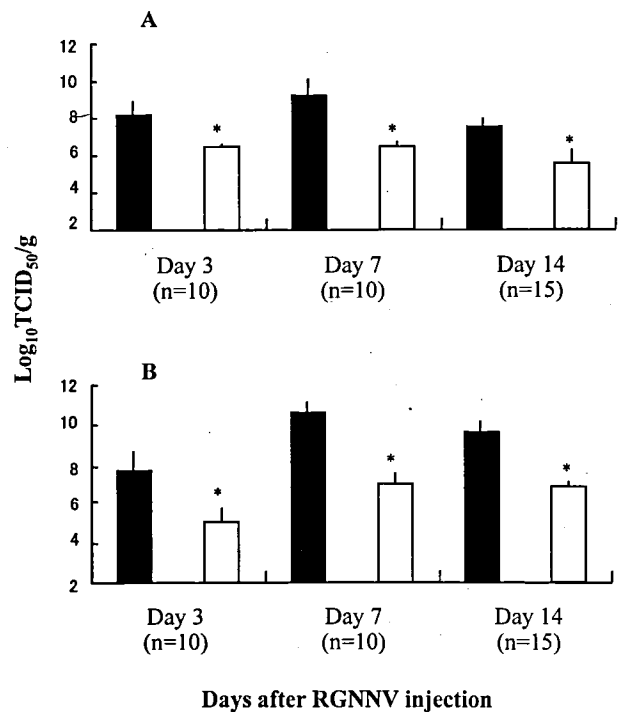 A
12
10
8
6
4
2
* * *
Day 3 Day 7 Day 14
(n=10) (n=10) (n=15)
Log₁₀TCID₅₀/g
B
12
10
8
6
4
2
* * *
Day 3 Day 7 Day 14
(n=10) (n=10) (n=15)
Days after RGNNV injection